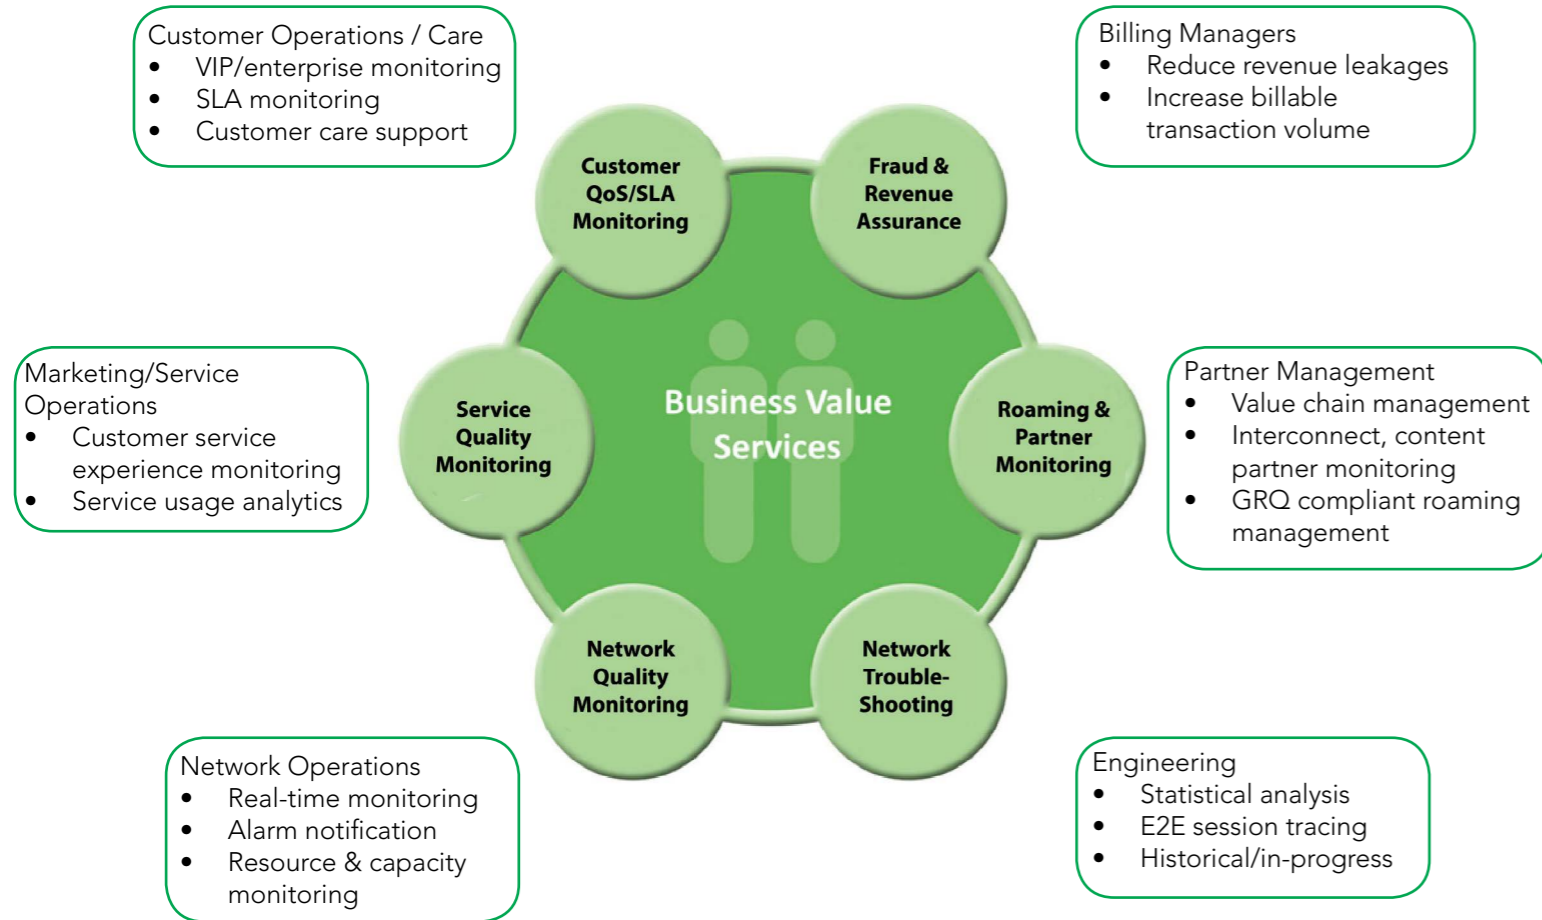 Customer Operations / Care
• VIP/enterprise monitoring
• SLA monitoring
• Customer care support
Billing Managers
• Reduce revenue leakages
• Increase billable
transaction volume
Customer
QoS/SLA
Monitoring
Fraud &
Revenue
Assurance
Marketing/Service
Operations
• Customer service
experience monitoring
• Service usage analytics
Service
Quality
Monitoring
Business Value
Services
Roaming &
Partner
Monitoring
Partner Management
• Value chain management
• Interconnect, content
partner monitoring
• GRQ compliant roaming
management
Network
Quality
Monitoring
Network
Trouble-
Shooting
Network Operations
• Real-time monitoring
• Alarm notification
• Resource & capacity
monitoring
Engineering
• Statistical analysis
• E2E session tracing
• Historical/in-progress